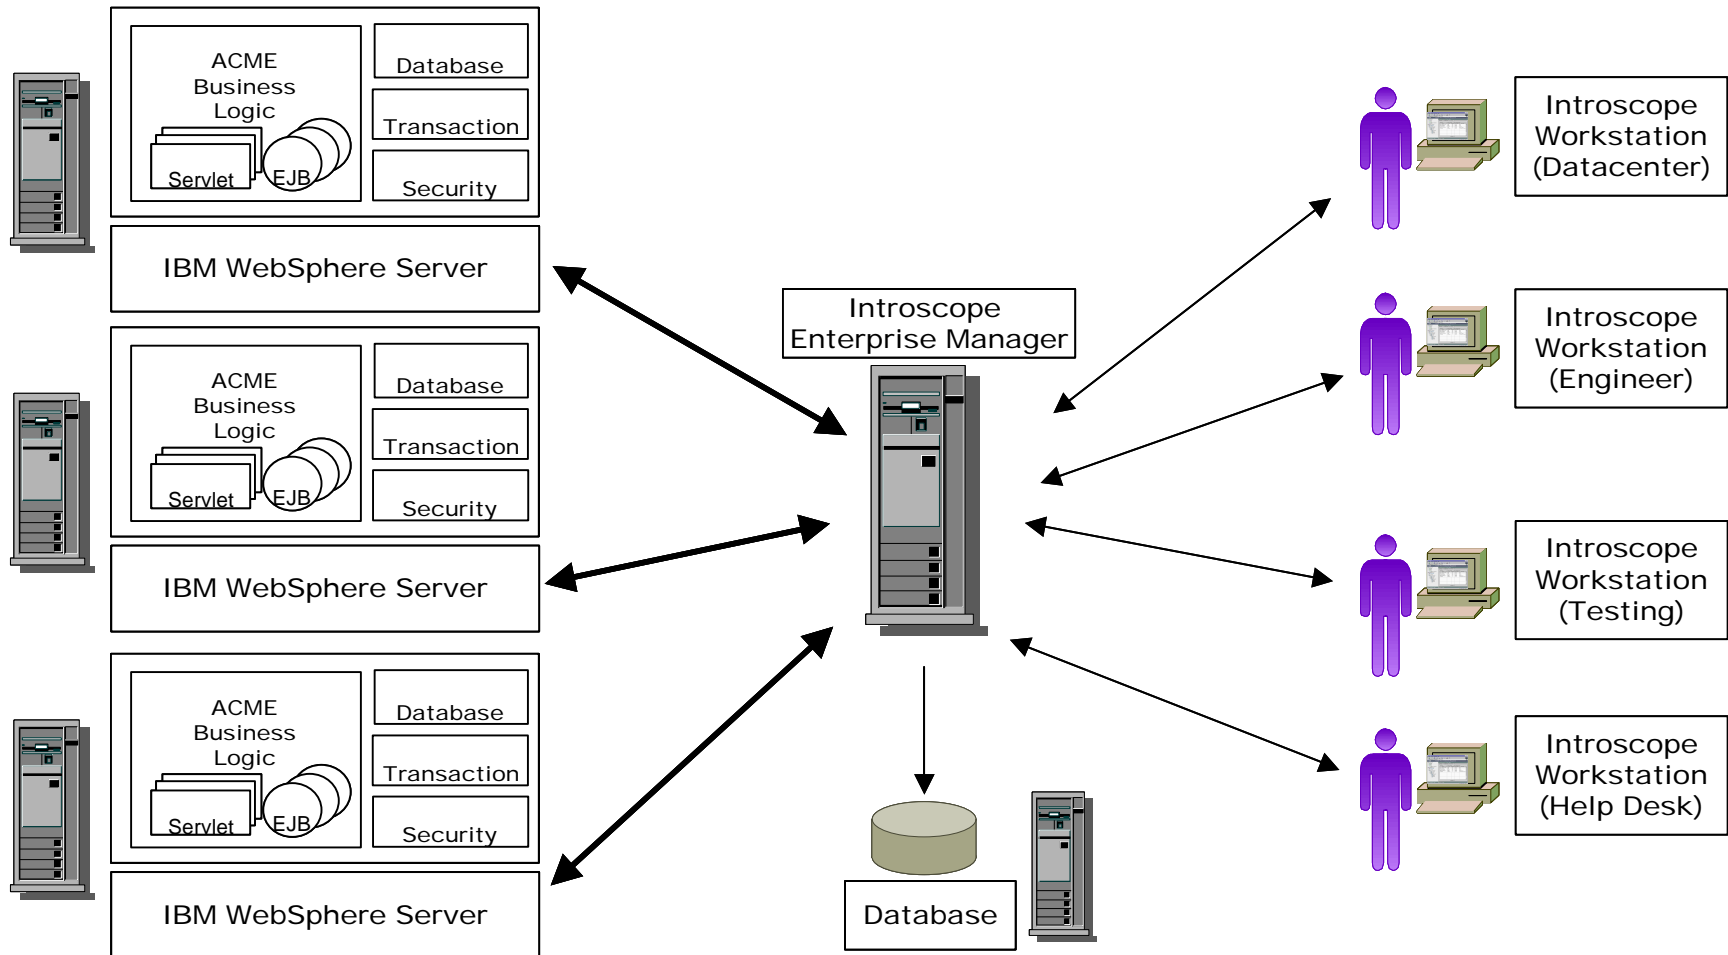 ACME
Business
Logic
Servlet
EJB
Database
Transaction
Security
IBM WebSphere Server
ACME
Business
Logic
Servlet
EJB
Database
Transaction
Security
IBM WebSphere Server
ACME
Business
Logic
Servlet
EJB
Database
Transaction
Security
IBM WebSphere Server
Introscope
Enterprise Manager
Database
Introscope
Workstation
(Datacenter)
Introscope
Workstation
(Engineer)
Introscope
Workstation
(Testing)
Introscope
Workstation
(Help Desk)